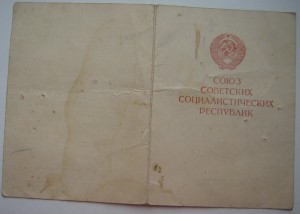 СОЮЗ
СОВЕТСКИХ
СОЦИАЛИСТИЧЕСКИХ
РЕСПУБЛИК